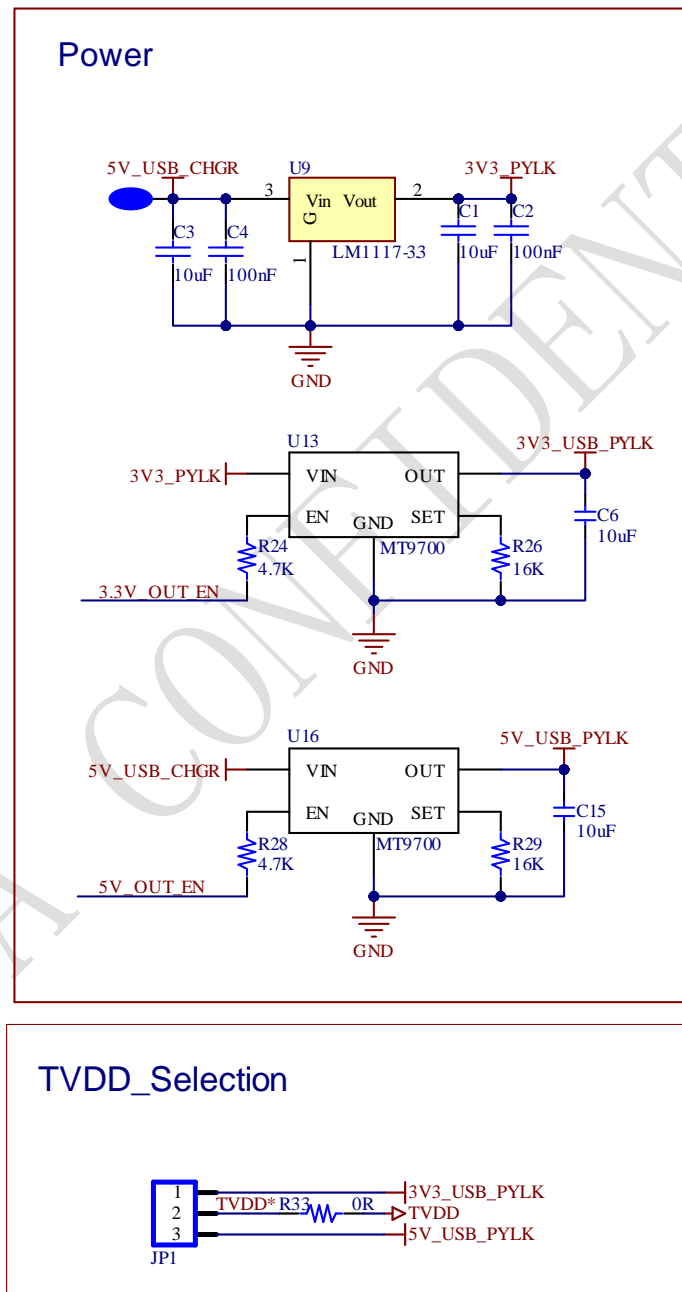 Power
5V_USB_CHGR
U9
3V3_PYLK
3
Vin
Vout
2
G
1
C3
C4
C1
C2
10uF
100nF
LM1117-33
10uF
100nF
GND
U13
3V3_USB_PYLK
3V3_PYLK
VIN
OUT
EN
GND
SET
C6
10uF
R24
4.7K
MT9700
R26
16K
3.3V_OUT_EN
GND
U16
5V_USB_PYLK
5V_USB_CHGR
VIN
OUT
EN
GND
SET
C15
10uF
R28
4.7K
MT9700
R29
16K
5V_OUT_EN
GND
A CONFIDENT
TVDD_Selection
1
3V3_USB_PYLK
2
TVDD*
R33
0R
TVDD
3
5V_USB_PYLK
JP1